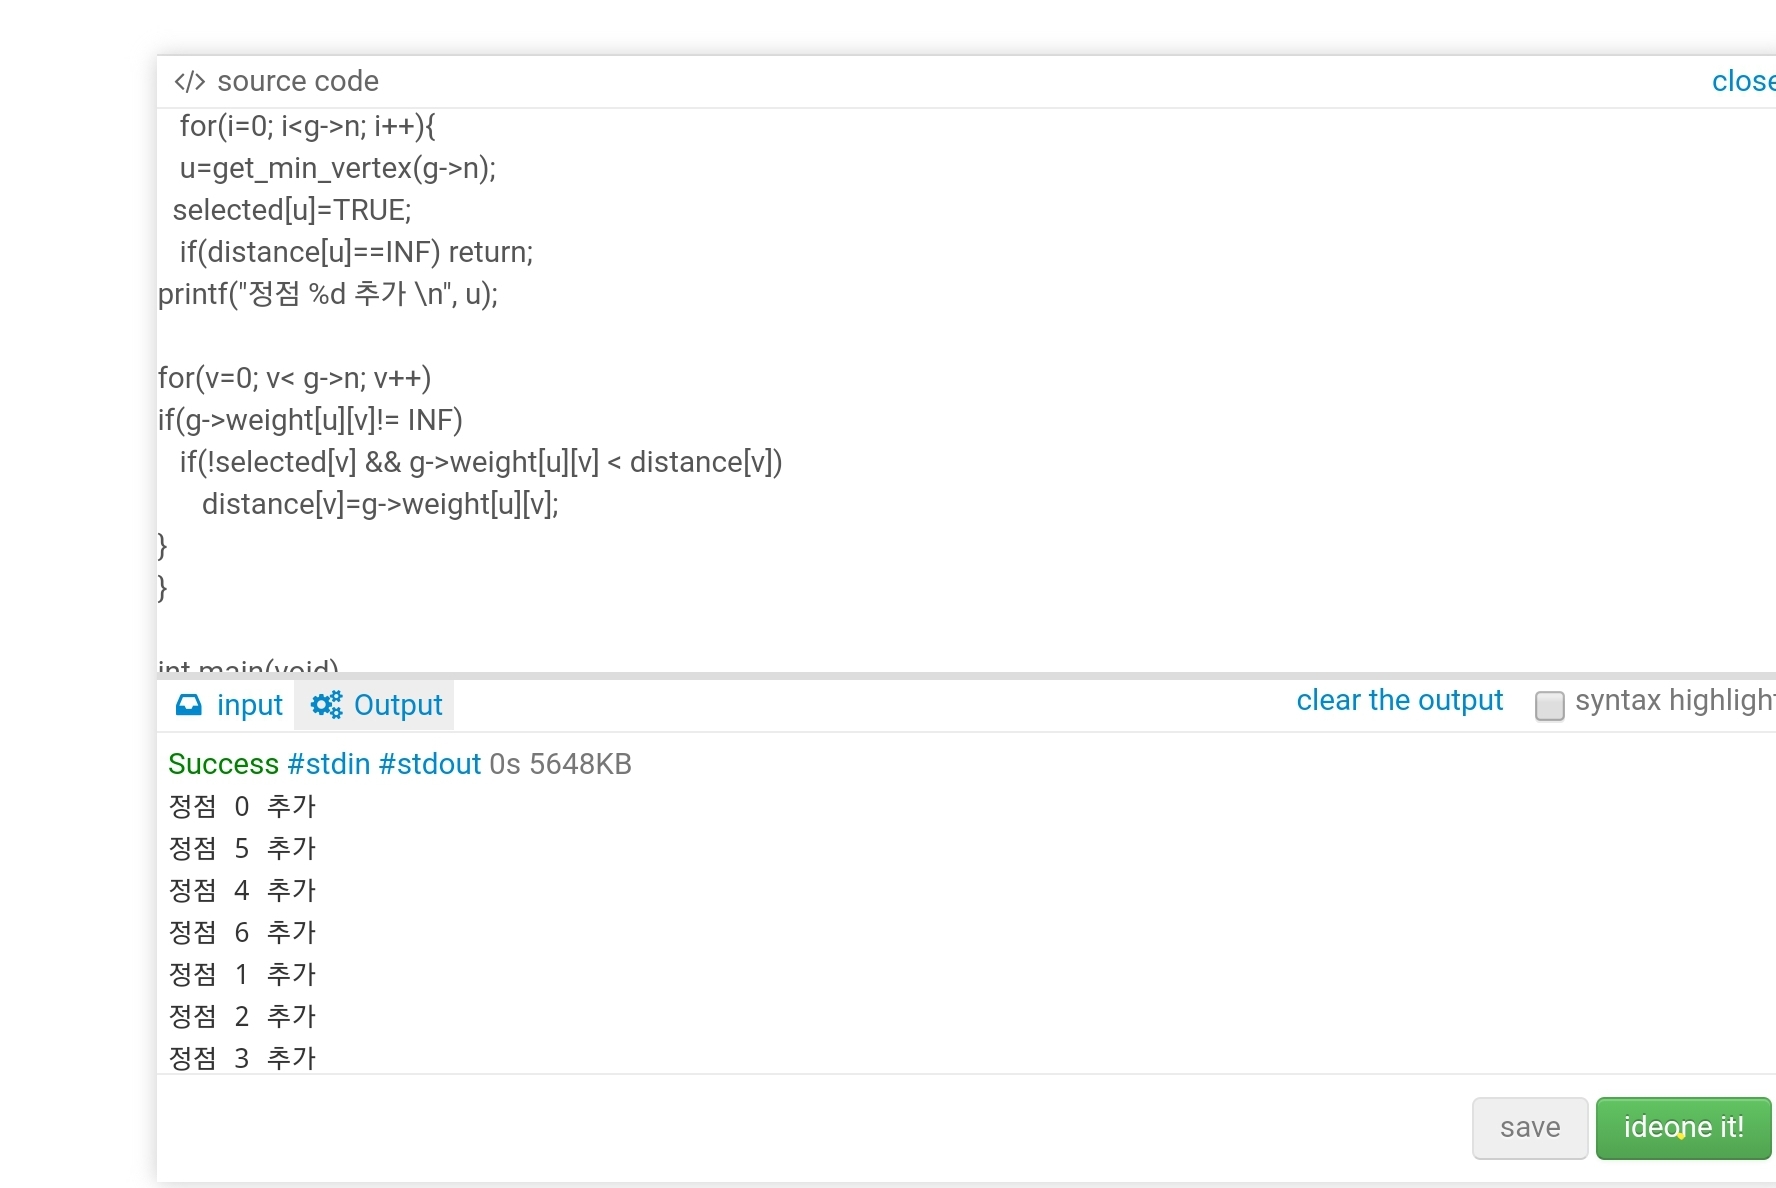 </> source code
close
for(i=0; i<g->n; i++){
u=get_min_vertex(g->n);
selected[u]=TRUE;
if(distance[u]==INF) return;
printf("정점 %d 추가 \n", u);
for(v=0; v< g->n; v++)
if(g->weight[u][v]!= INF)
if(!selected[v] && g->weight[u][v] < distance[v])
distance[v]=g->weight[u][v];
}
}
int main(void)
input Output clear the output syntax highlight
Success #stdin #stdout 0s 5648KB
정점 0 추가
정점 5 추가
정점 4 추가
정점 6 추가
정점 1 추가
정점 2 추가
정점 3 추가
save ideone it!